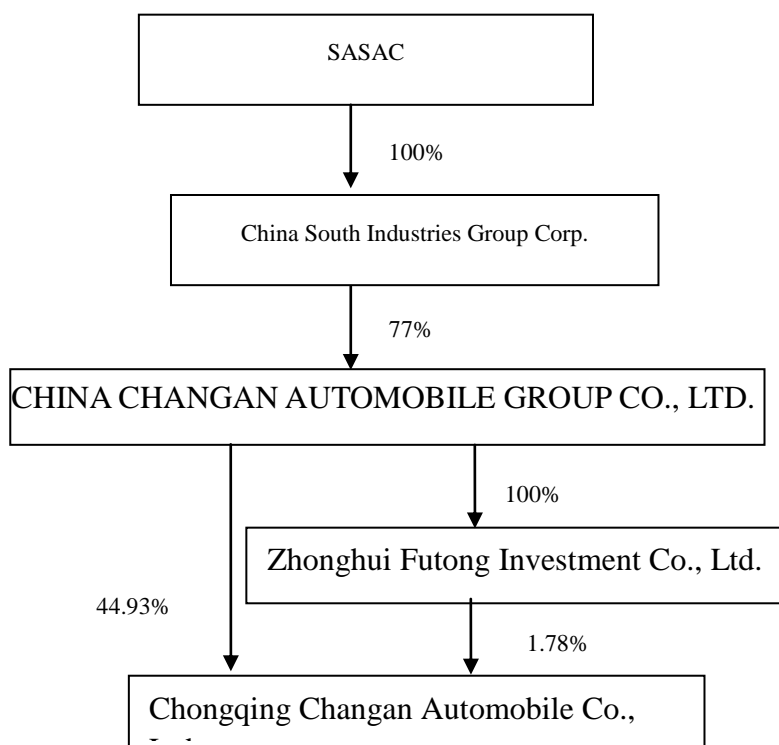 SASAC
100%
China South Industries Group Corp.
77%
CHINA CHANGAN AUTOMOBILE GROUP CO., LTD.
100%
Zhonghui Futong Investment Co., Ltd.
44.93%
1.78%
Chongqing Changan Automobile Co.,